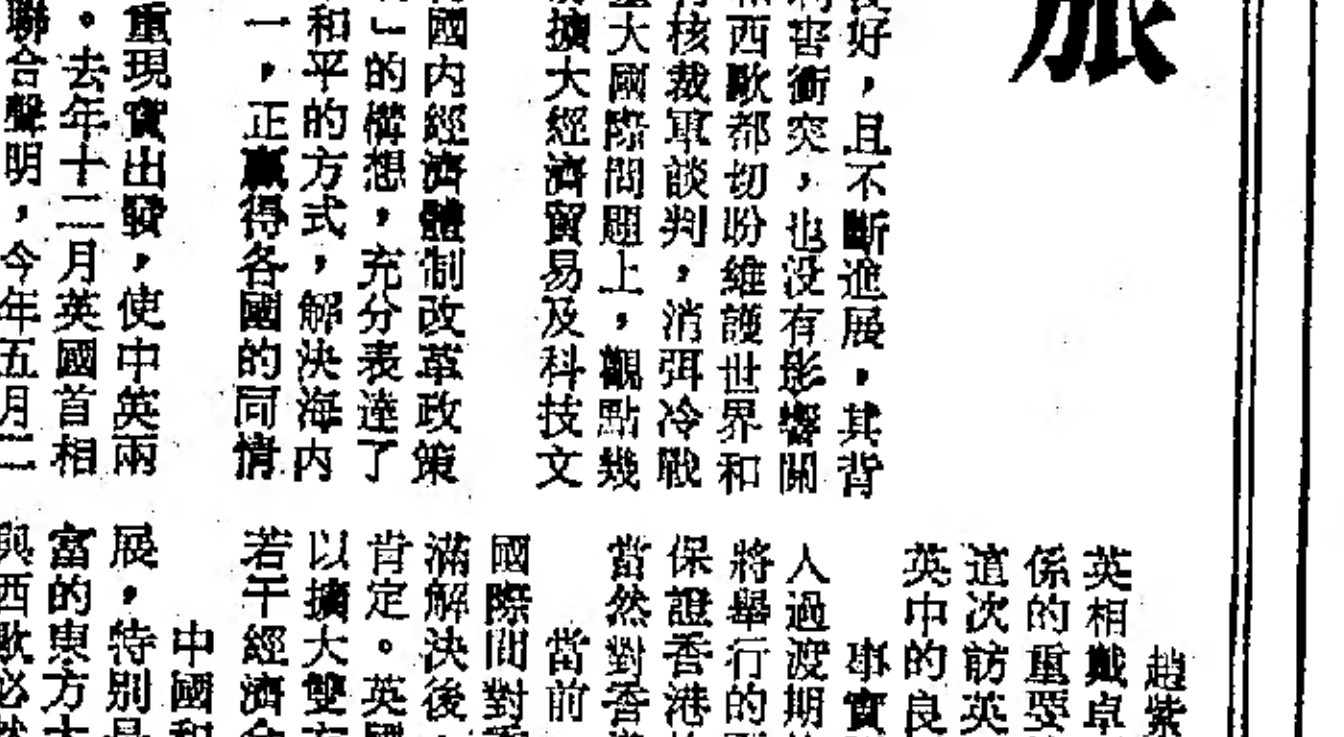 旅
好，且不斷進展，其背
害衝突，也没有影響關
西歐都切盼維護世界和
核裁軍談判，消弭冷戰
大國際問題上，觀點幾
擴大經濟貿易及科技文
國内經濟體制改革政策
」的構想，充分表達了
和平的方式，解決海内
一，正贏得各國的同情
重現實出發，使中英兩
。去年十二月英國首相
聯合聲明，今年五月二
趙紫
英相戴卓
係的重要
道次訪英
英中的良
事實
人過渡期
將舉行的
保證香港
當然對香
當前
國際間對
滿解決後
肯定。英國
以擴大雙方
若干經濟合
中國和
展，特别是
富的東方大
與西歐必然